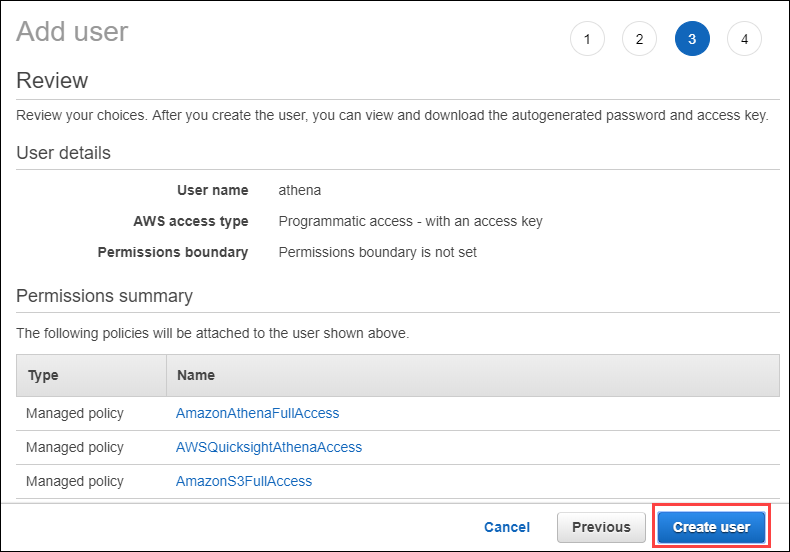 Add user
1 2 3 4
Review
Review your choices. After you create the user, you can view and download the autogenerated password and access key.
User details
User name athena
AWS access type Programmatic access - with an access key
Permissions boundary Permissions boundary is not set
Permissions summary
The following policies will be attached to the user shown above.
Type Name
Managed policy AmazonAthenaFullAccess
Managed policy AWSQuicksightAthenaAccess
Managed policy AmazonS3FullAccess
Cancel Previous Create user